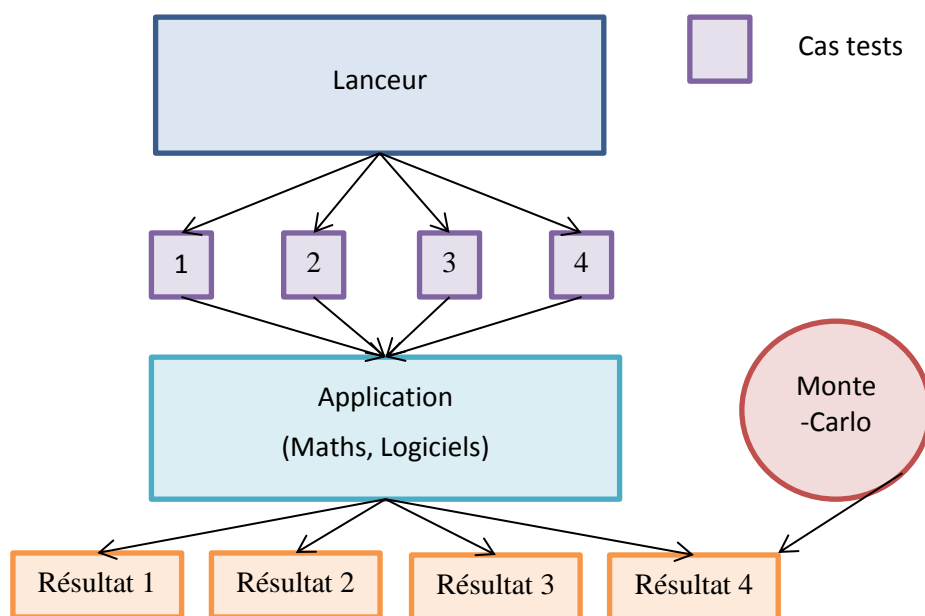 Lanceur
Cas tests
1
2
3
4
Application
(Maths, Logiciels)
Monte
-Carlo
Résultat 1
Résultat 2
Résultat 3
Résultat 4